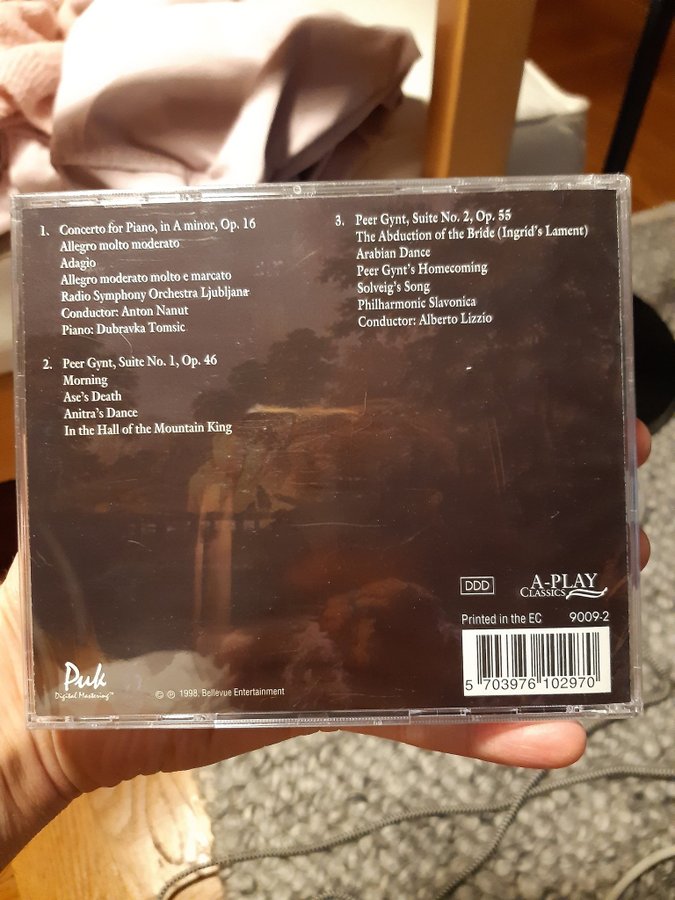 1. Concerto for Piano, in A minor, Op. 16
Allegro molto moderato
Adagio
Allegro moderato molto e marcato
Radio Symphony Orchestra Ljubljana
Conductor: Anton Nanut
Piano: Dubravka Tomsic
2. Peer Gynt, Suite No. 1, Op. 46
Morning
Ase's Death
Anitra's Dance
In the Hall of the Mountain King
3. Peer Gynt, Suite No. 2, Op. 55
The Abduction of the Bride (Ingrid's Lament)
Arabian Dance
Peer Gynt's Homecoming
Solveig's Song
Philharmonic Slavonica
Conductor: Alberto Lizzio
DDD
A-PLAY
CLASSICS
Printed in the EC 9009-2
5 703976 102970
Puk
Digital Mastering™
© ℗ 1998, Bellevue Entertainment